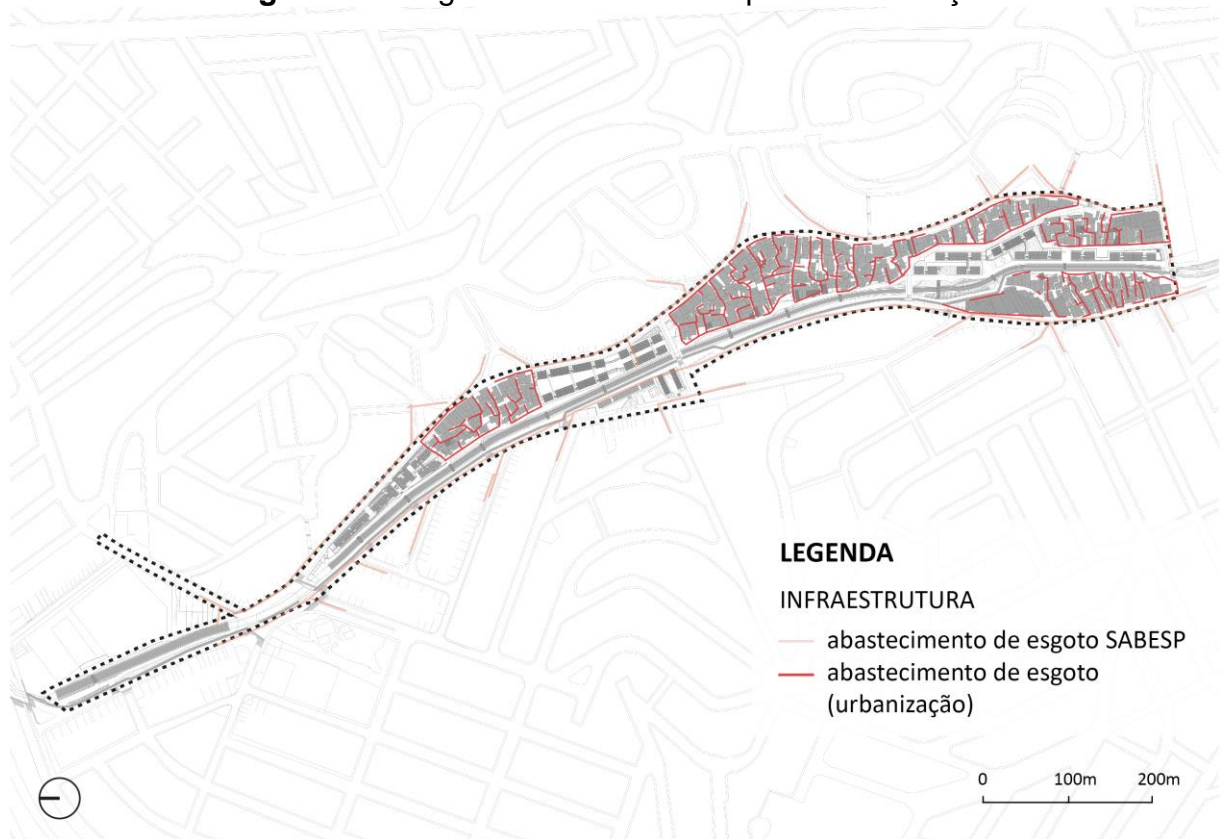 LEGENDA
INFRAESTRUTURA
abastecimento de esgoto SABESP
abastecimento de esgoto
(urbanização)
0 100m 200m